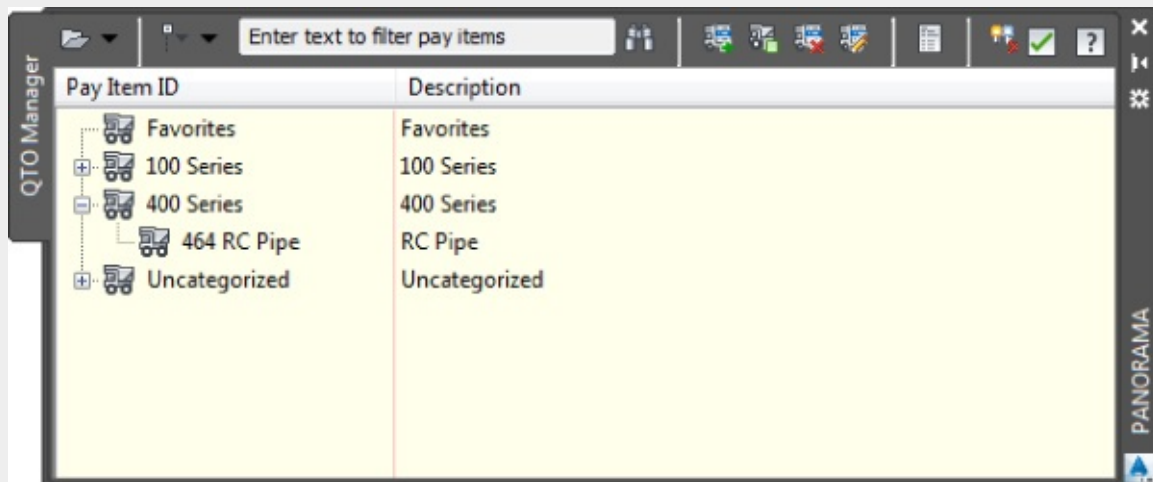 QTO Manager
Enter text to filter pay items
?
Pay Item ID Description
Favorites Favorites
100 Series 100 Series
400 Series 400 Series
464 RC Pipe RC Pipe
Uncategorized Uncategorized
PANORAMA